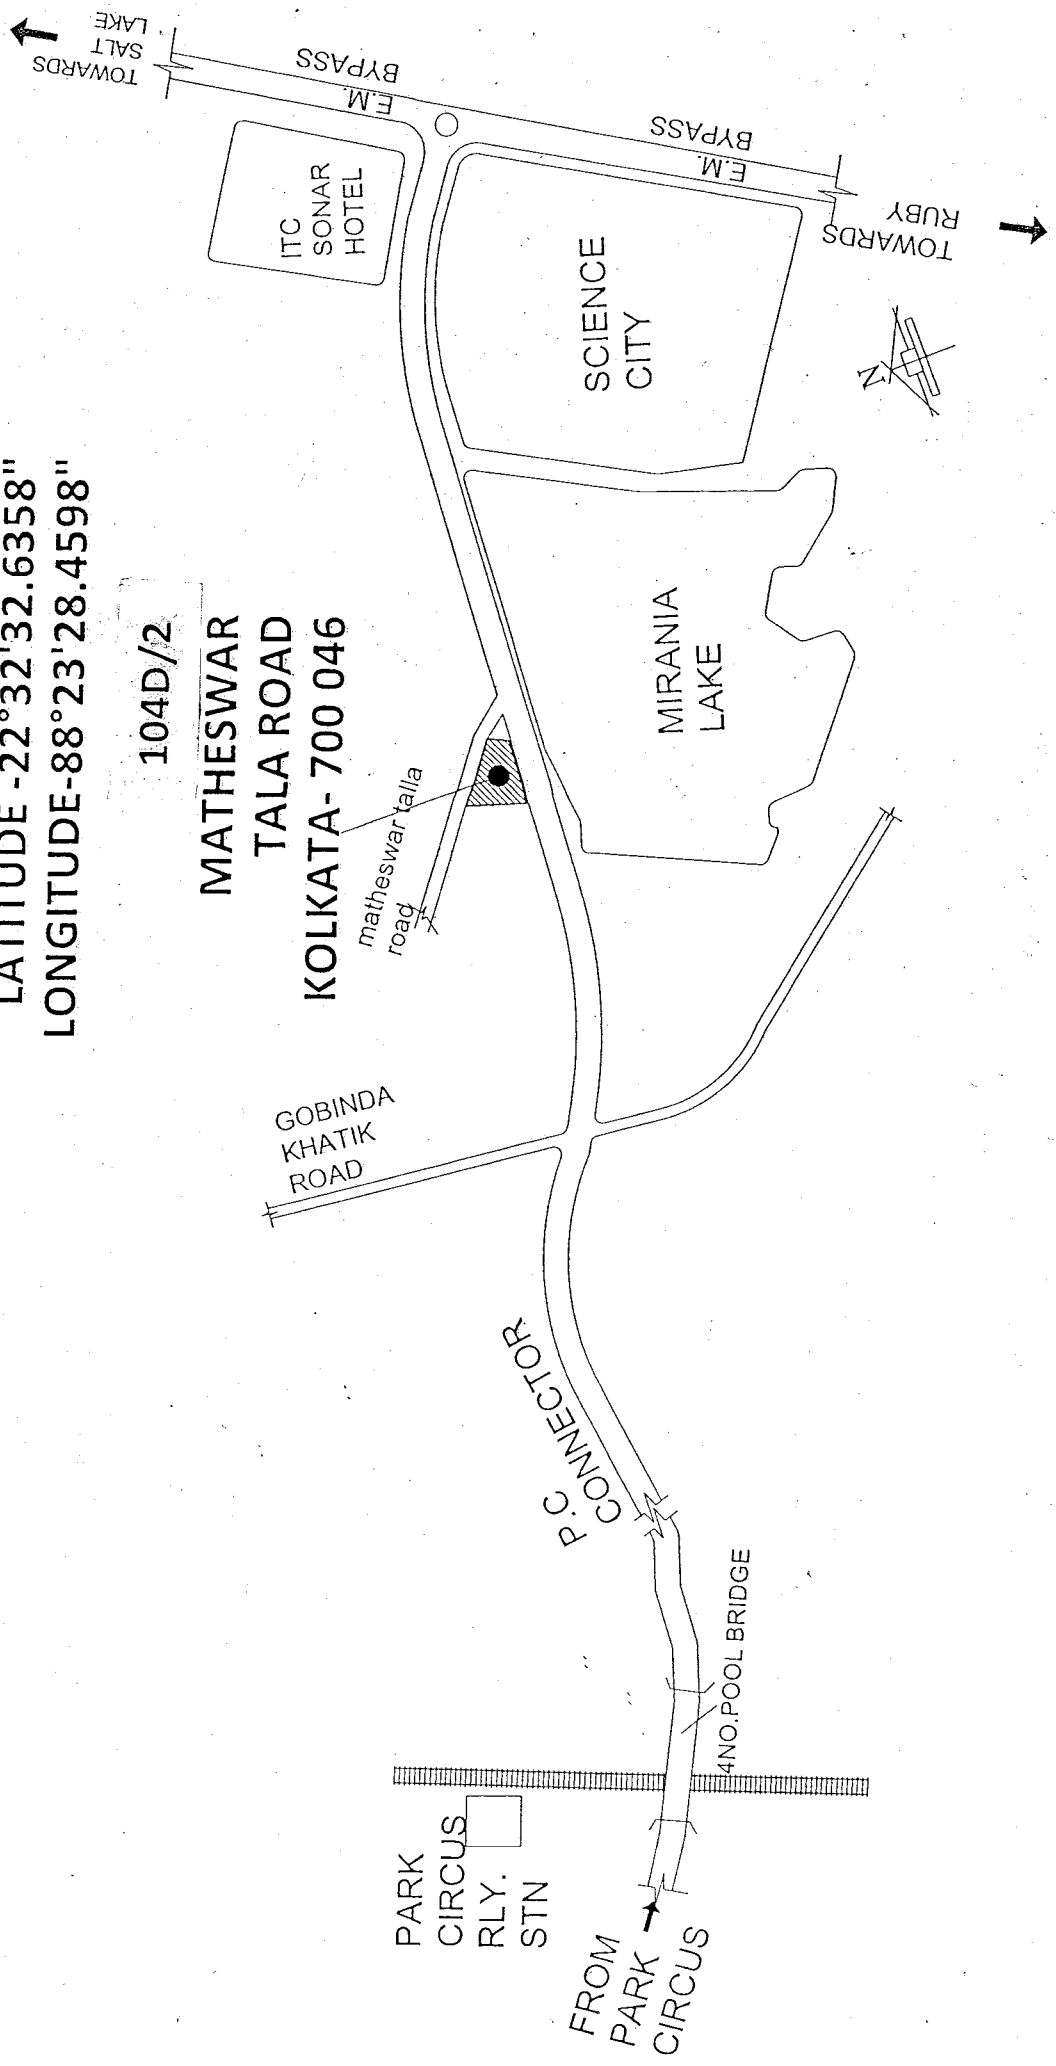 LATITUDE -22°32'32.6358"
LONGITUDE-88°23'28.4598"
104D/2
MATHESWAR
TALA ROAD
KOLKATA- 700 046
matheswar talla
road
GOBINDA
KHATIK
ROAD
PARK
CIRCUS
RLY.
STN
FROM
PARK
CIRCUS
4NO.POOL BRIDGE
P.C
CONNECTOR
MIRANIA
LAKE
SCIENCE
CITY
ITC
SONAR
HOTEL
TOWARDS
SALT
LAKE
E.M.
BYPASS
E.M.
BYPASS
TOWARDS
RUBY
N